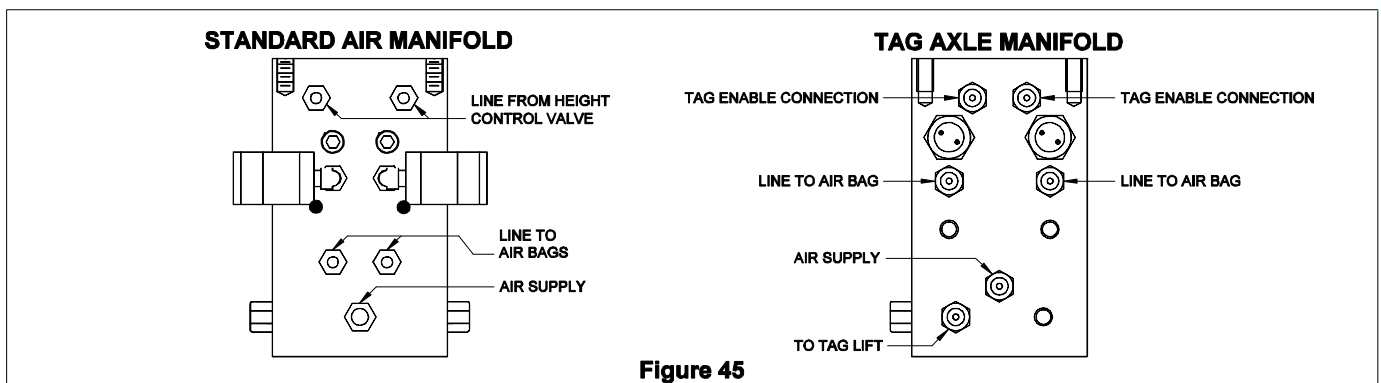 STANDARD AIR MANIFOLD
LINE FROM HEIGHT
CONTROL VALVE
LINE TO
AIR BAGS
AIR SUPPLY
TAG AXLE MANIFOLD
TAG ENABLE CONNECTION
TAG ENABLE CONNECTION
LINE TO AIR BAG
LINE TO AIR BAG
AIR SUPPLY
TO TAG LIFT
Figure 45